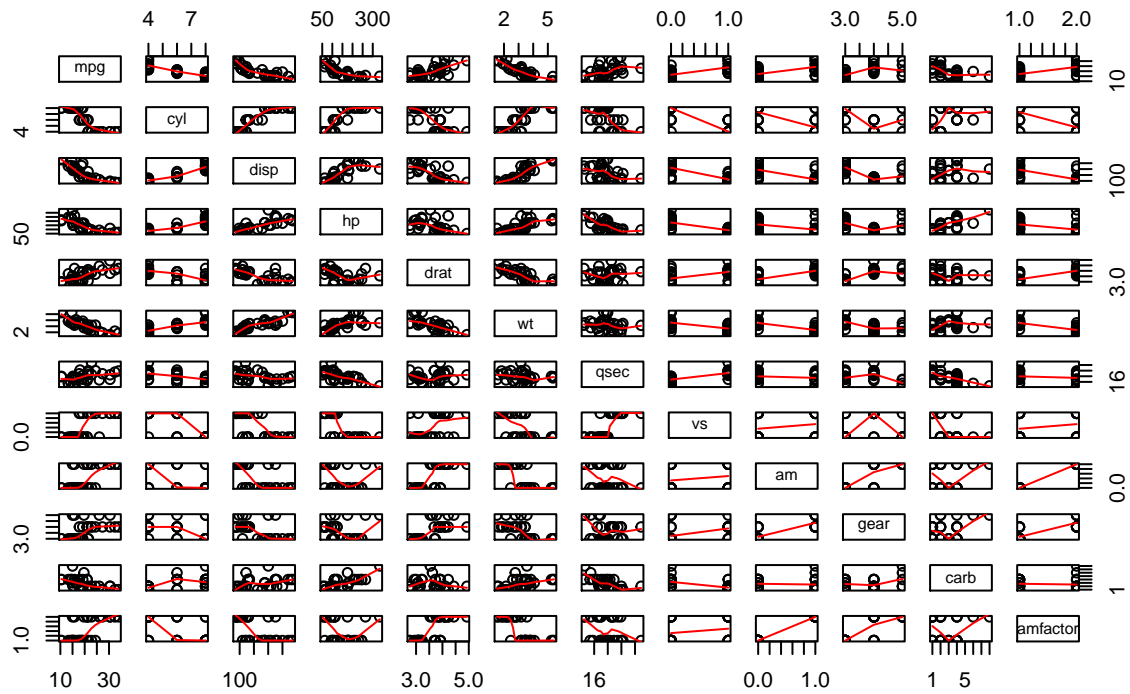 4 7 50 300 2 5 0.0 1.0 3.0 5.0 1.0 2.0
mpg 10
4 cyl
disp 100
50 hp
drat 3.0
2 wt
qsec 16
0.0 vs
am 0.0
3.0 gear
carb 1
1.0 amfactor
10 30 100 3.0 5.0 16 0.0 1.0 1 5